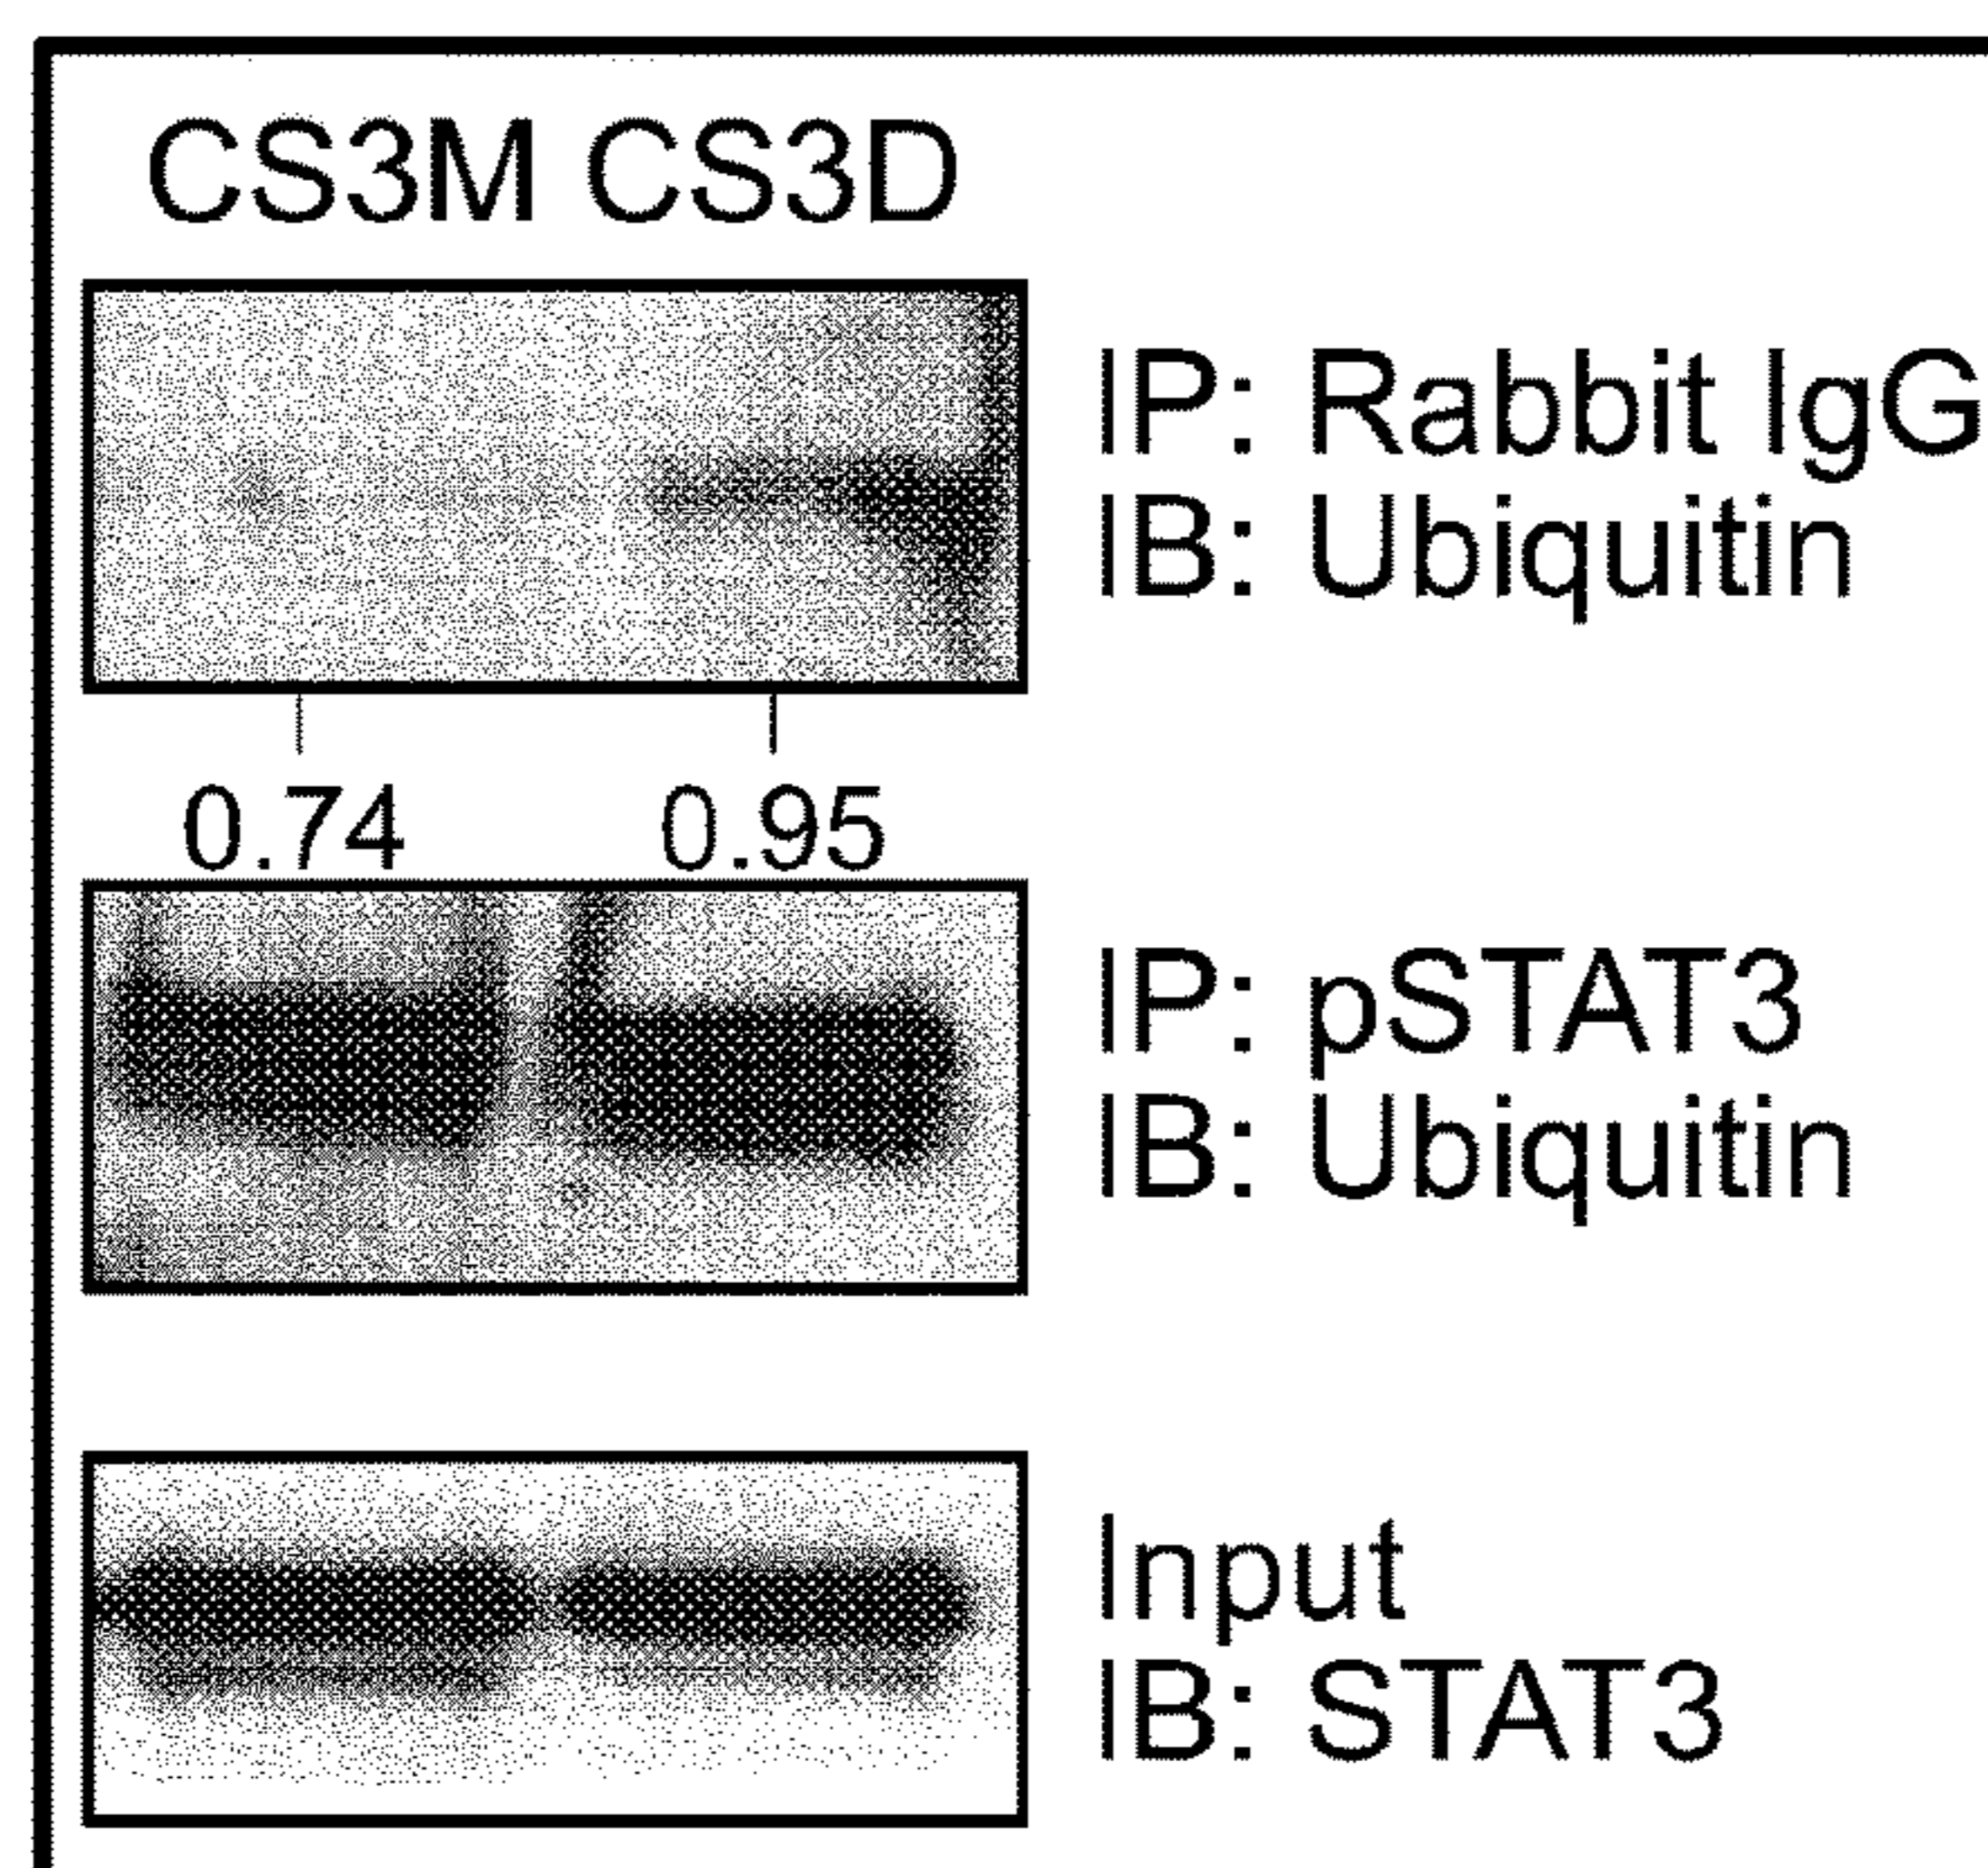 CS3M CS3D
IP: Rabbit IgG
IB: Ubiquitin
0.74 0.95
IP: pSTAT3
IB: Ubiquitin
Input
IB: STAT3